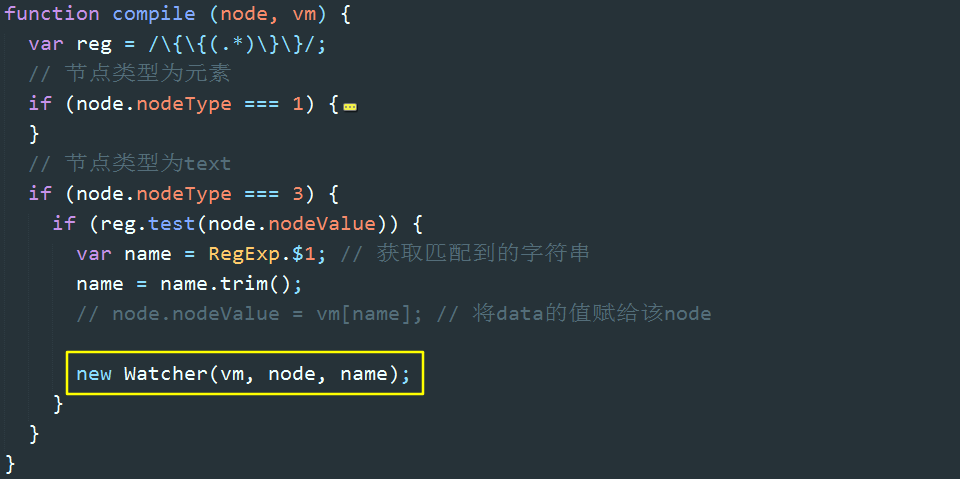 function compile (node, vm) {
  var reg = /\{\{(.*)\}\}/;
  // 节点类型为元素
  if (node.nodeType === 1) {…
  }
  // 节点类型为text
  if (node.nodeType === 3) {
    if (reg.test(node.nodeValue)) {
      var name = RegExp.$1; // 获取匹配到的字符串
      name = name.trim();
      // node.nodeValue = vm[name]; // 将data的值赋给该node
      new Watcher(vm, node, name);
    }
  }
}